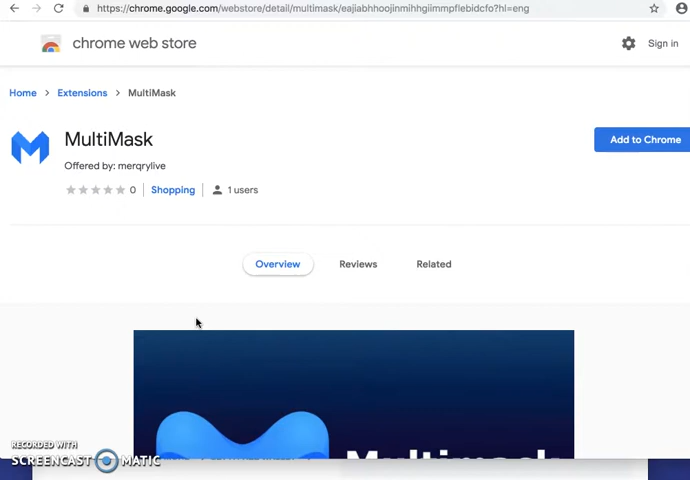 https://chrome.google.com/webstore/detail/multimask/eajiabhhoojinmihhgiimmpflebidcfo?hl=eng
chrome web store
Sign in
Home > Extensions > MultiMask
MultiMask
Add to Chrome
Offered by: merqrylive
0 Shopping 1 users
Overview Reviews Related
Multimask
RECORDED WITH
SCREENCAST MATIC